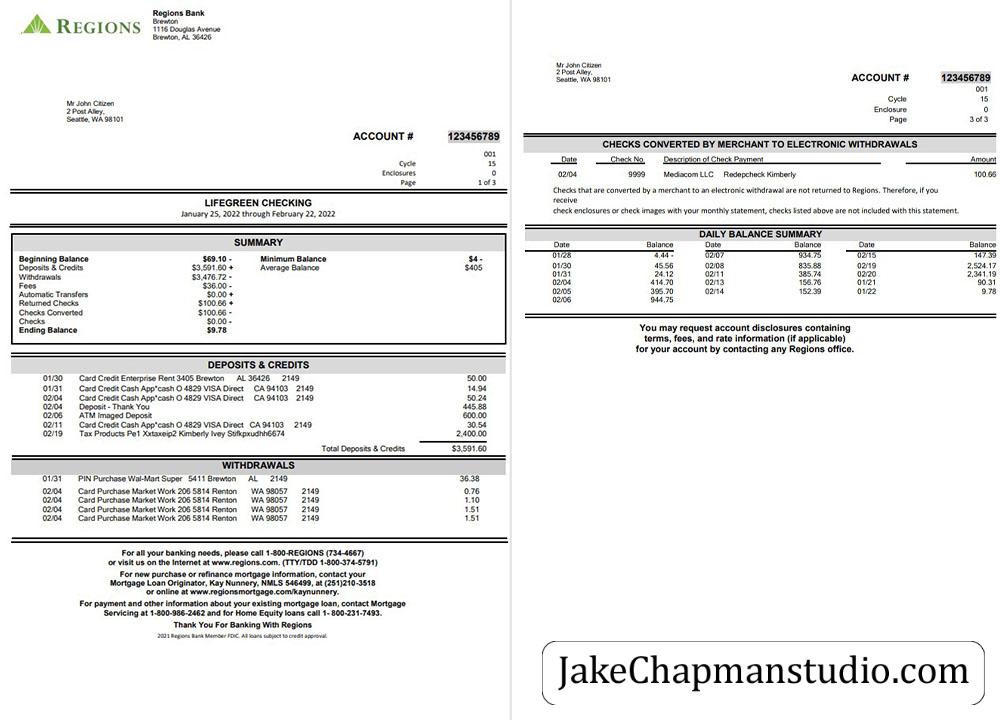 REGIONS
Regions Bank
Brewton
1116 Douglas Avenue
Brewton, AL 36426
Mr John Citizen
2 Post Alley,
Seattle, WA 98101
ACCOUNT # 123456789
001
Cycle 15
Enclosures 0
Page 1 of 3
LIFEGREEN CHECKING
January 25, 2022 through February 22, 2022
SUMMARY
Beginning Balance $69.10 - Minimum Balance $4 -
Deposits & Credits $3,591.60 + Average Balance $405
Withdrawals $3,476.72 -
Fees $36.00 -
Automatic Transfers $0.00 +
Returned Checks $100.66 +
Checks Converted $100.66 -
Checks $0.00 -
Ending Balance $9.78
DEPOSITS & CREDITS
01/30 Card Credit Enterprise Rent 3405 Brewton AL 36426 2149 50.00
01/31 Card Credit Cash App*cash O 4829 VISA Direct CA 94103 2149 14.94
02/04 Card Credit Cash App*cash O 4829 VISA Direct CA 94103 2149 50.24
02/04 Deposit - Thank You 445.88
02/06 ATM Imaged Deposit 600.00
02/11 Card Credit Cash App*cash O 4829 VISA Direct CA 94103 2149 30.54
02/19 Tax Products Pe1 Xxtaxeip2 Kimberly Ivey Stifkpxudhh6674 2,400.00
Total Deposits & Credits $3,591.60
WITHDRAWALS
01/31 PIN Purchase Wal-Mart Super 5411 Brewton AL 2149 36.38
02/04 Card Purchase Market Work 206 5814 Renton WA 98057 2149 0.76
02/04 Card Purchase Market Work 206 5814 Renton WA 98057 2149 1.10
02/04 Card Purchase Market Work 206 5814 Renton WA 98057 2149 1.51
02/04 Card Purchase Market Work 206 5814 Renton WA 98057 2149 1.51
For all your banking needs, please call 1-800-REGIONS (734-4667)
or visit us on the Internet at www.regions.com. (TTY/TDD 1-800-374-5791)
For new purchase or refinance mortgage information, contact your
Mortgage Loan Originator, Kay Nunnery, NMLS 546499, at (251)210-3518
or online at www.regionsmortgage.com/kaynunnery.
For payment and other information about your existing mortgage loan, contact Mortgage
Servicing at 1-800-986-2462 and for Home Equity loans call 1- 800-231-7493.
Thank You For Banking With Regions
2021 Regions Bank Member FDIC. All loans subject to credit approval.
Mr John Citizen
2 Post Alley,
Seattle, WA 98101
ACCOUNT # 123456789
001
Cycle 15
Enclosure 0
Page 3 of 3
CHECKS CONVERTED BY MERCHANT TO ELECTRONIC WITHDRAWALS
Date Check No. Description of Check Payment Amount
02/04 9999 Mediacom LLC Redepcheck Kimberly 100.66
Checks that are converted by a merchant to an electronic withdrawal are not returned to Regions. Therefore, if you
receive
check enclosures or check images with your monthly statement, checks listed above are not included with this statement.
DAILY BALANCE SUMMARY
Date Balance Date Balance Date Balance
01/28 4.44 - 02/07 934.75 02/15 147.39
01/30 45.56 02/08 835.88 02/19 2,524.17
01/31 24.12 02/11 385.74 02/20 2,341.19
02/04 414.70 02/13 156.76 01/21 90.31
02/05 395.70 02/14 152.39 01/22 9.78
02/06 944.75
You may request account disclosures containing
terms, fees, and rate information (if applicable)
for your account by contacting any Regions office.
JakeChapmanstudio.com